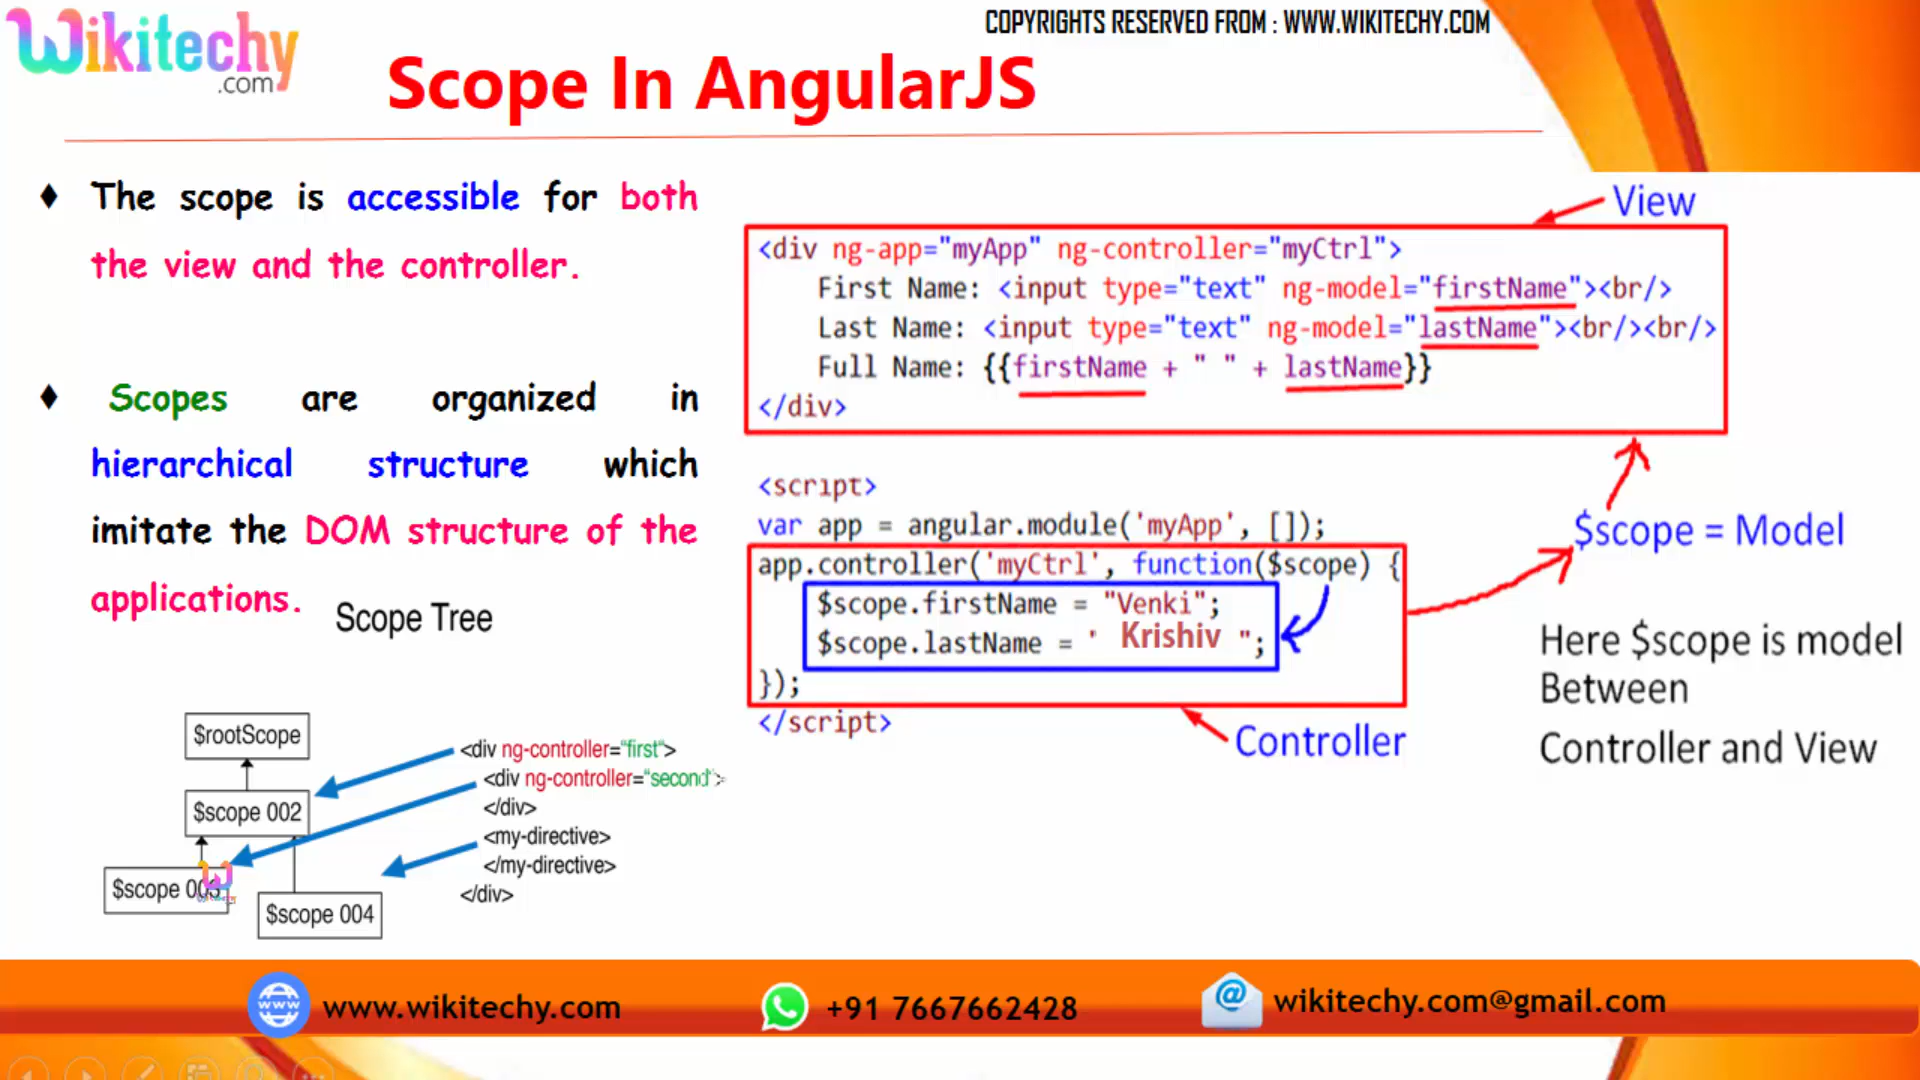 Wikitechy
.com
COPYRIGHTS RESERVED FROM : WWW.WIKITECHY.COM
Scope In AngularJS
♦ The scope is accessible for both
the view and the controller.
♦ Scopes are organized in
hierarchical structure which
imitate the DOM structure of the
applications.
Scope Tree
$rootScope
$scope 002
$scope 003
$scope 004
<div ng-controller="first">
<div ng-controller="second">
</div>
<my-directive>
</my-directive>
</div>
View
<div ng-app="myApp" ng-controller="myCtrl">
First Name: <input type="text" ng-model="firstName"><br/>
Last Name: <input type="text" ng-model="lastName"><br/><br/>
Full Name: {{firstName + " " + lastName}}
</div>
<script>
var app = angular.module('myApp', []);
app.controller('myCtrl', function($scope) {
$scope.firstName = "Venki";
$scope.lastName = ' Krishiv ";
});
</script>
Controller
$scope = Model
Here $scope is model
Between
Controller and View
www.wikitechy.com
+91 7667662428
wikitechy.com@gmail.com